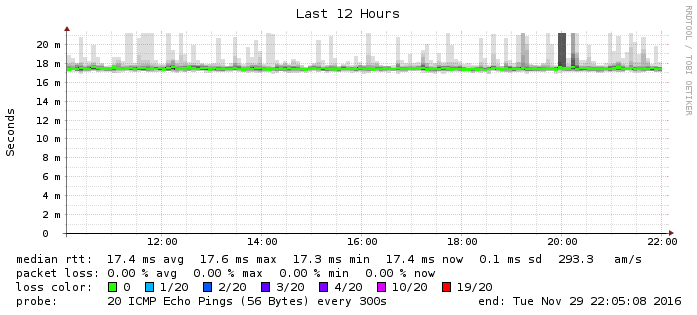 Last 12 Hours
RRDTOOL / TOBI OETIKER
Seconds
20 m
18 m
16 m
14 m
12 m
10 m
8 m
6 m
4 m
2 m
0
12:00 14:00 16:00 18:00 20:00 22:00
median rtt: 17.4 ms avg 17.6 ms max 17.3 ms min 17.4 ms now 0.1 ms sd 293.3 am/s
packet loss: 0.00 % avg 0.00 % max 0.00 % min 0.00 % now
loss color: 0 1/20 2/20 3/20 4/20 10/20 19/20
probe: 20 ICMP Echo Pings (56 Bytes) every 300s end: Tue Nov 29 22:05:08 2016